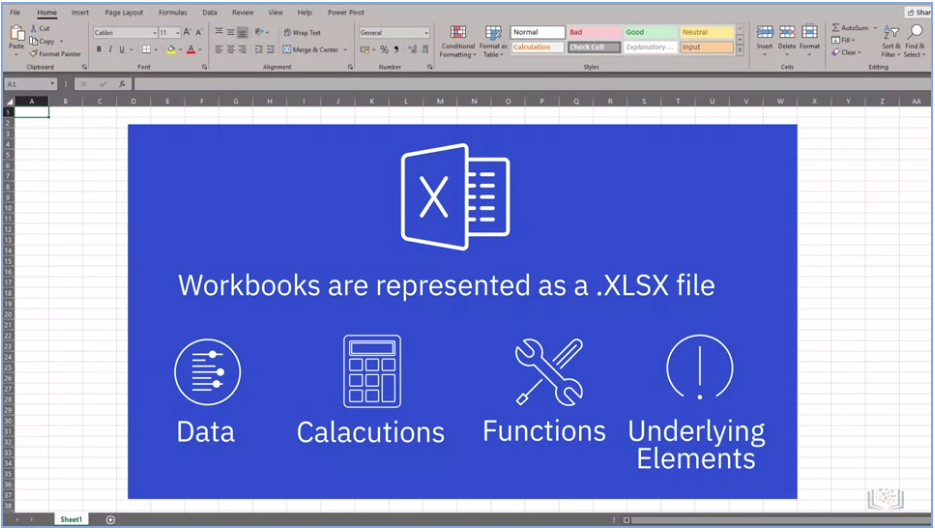 File Home Insert Page Layout Formulas Data Review View Help Power Pivot Shar
Cut
Copy
Format Painter
Paste
Calibri 11 A A
B I U A
Wrap Text
Merge & Center
General
% 9
Conditional Formatting
Format as Table
Normal Bad Good Neutral
Calculation Check Cell Explanatory ... Input
Insert Delete Format
AutoSum
Fill
Clear
Sort & Filter
Find & Select
Clipboard Font Alignment Number Styles Cells Editing
A1 fx
A B C D E F G H I J K L M N O P Q R S T U V W X Y Z AA
1
2
3
4
5
6
7
8
9
10
11
12
13
14
15
16
17
18
19
20
21
22
23
24
25
26
27
28
29
30
31
32
33
34
35
36
37
38
X
Workbooks are represented as a .XLSX file
Data
Calacutions
Functions
Underlying
Elements
Sheet1